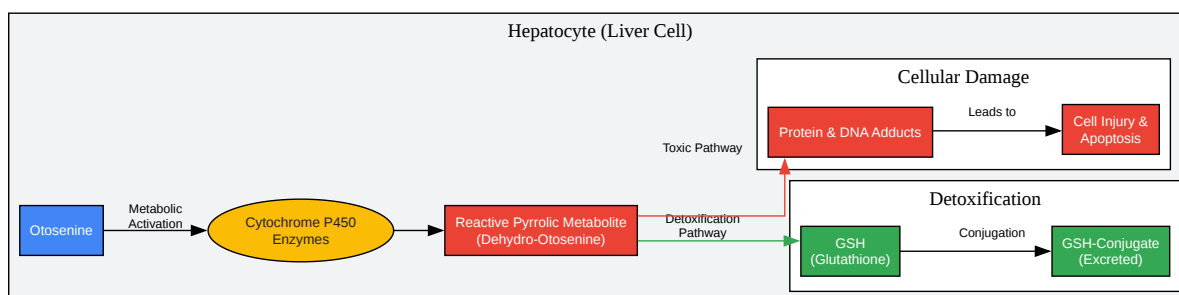 Hepatocyte (Liver Cell)
Cellular Damage
Protein & DNA Adducts
Leads to
Cell Injury &
Apoptosis
Toxic Pathway
Otosenine
Metabolic
Activation
Cytochrome P450
Enzymes
Reactive Pyrrolic Metabolite
(Dehydro-Otosenine)
Detoxification
Pathway
Detoxification
GSH
(Glutathione)
Conjugation
GSH-Conjugate
(Excreted)